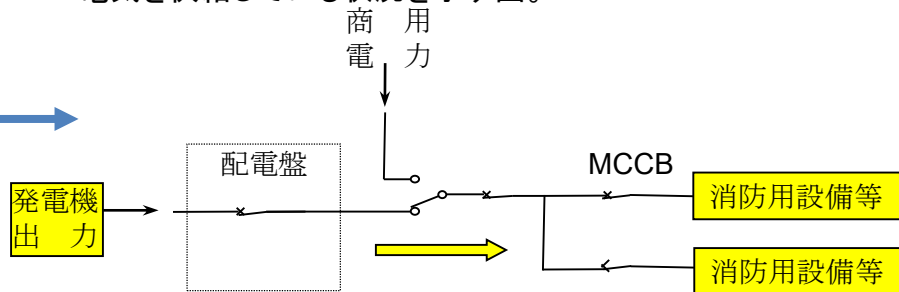 電気を供給している状況を示す図。
商　用
電　力
配電盤
MCCB
発電機
出　力
消防用設備等
消防用設備等